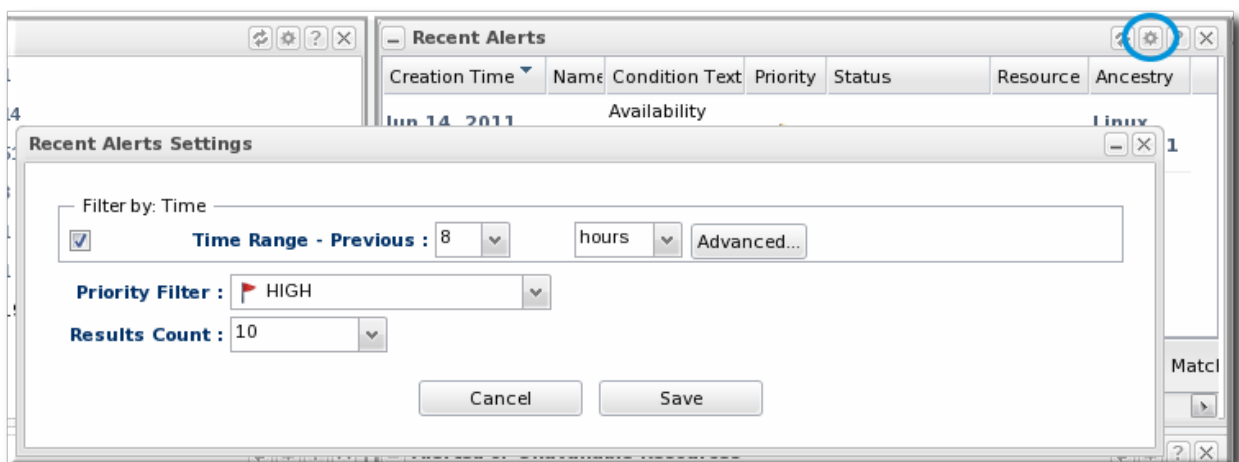 Recent Alerts
Creation Time Name Condition Text Priority Status Resource Ancestry
Availability
Jun 14, 2011 Linux
Recent Alerts Settings
Filter by: Time
Time Range - Previous : 8 hours Advanced...
Priority Filter : HIGH
Results Count : 10
Cancel Save